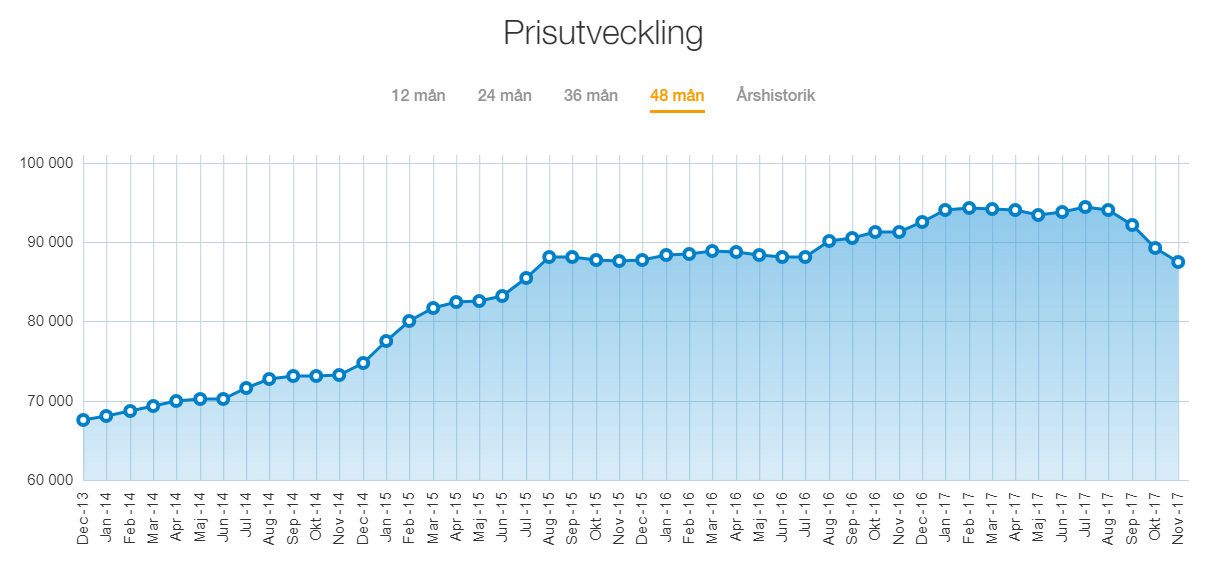 Prisutveckling
12 mån 24 mån 36 mån 48 mån Årshistorik
100 000
90 000
80 000
70 000
60 000
Dec -13
Jan -14
Feb -14
Mar -14
Apr -14
Maj -14
Jun -14
Jul -14
Aug -14
Sep -14
Okt -14
Nov -14
Dec -14
Jan -15
Feb -15
Mar -15
Apr -15
Maj -15
Jun -15
Jul -15
Aug -15
Sep -15
Okt -15
Nov -15
Dec -15
Jan -16
Feb -16
Mar -16
Apr -16
Maj -16
Jun -16
Jul -16
Aug -16
Sep -16
Okt -16
Nov -16
Dec -16
Jan -17
Feb -17
Mar -17
Apr -17
Maj -17
Jun -17
Jul -17
Aug -17
Sep -17
Okt -17
Nov -17